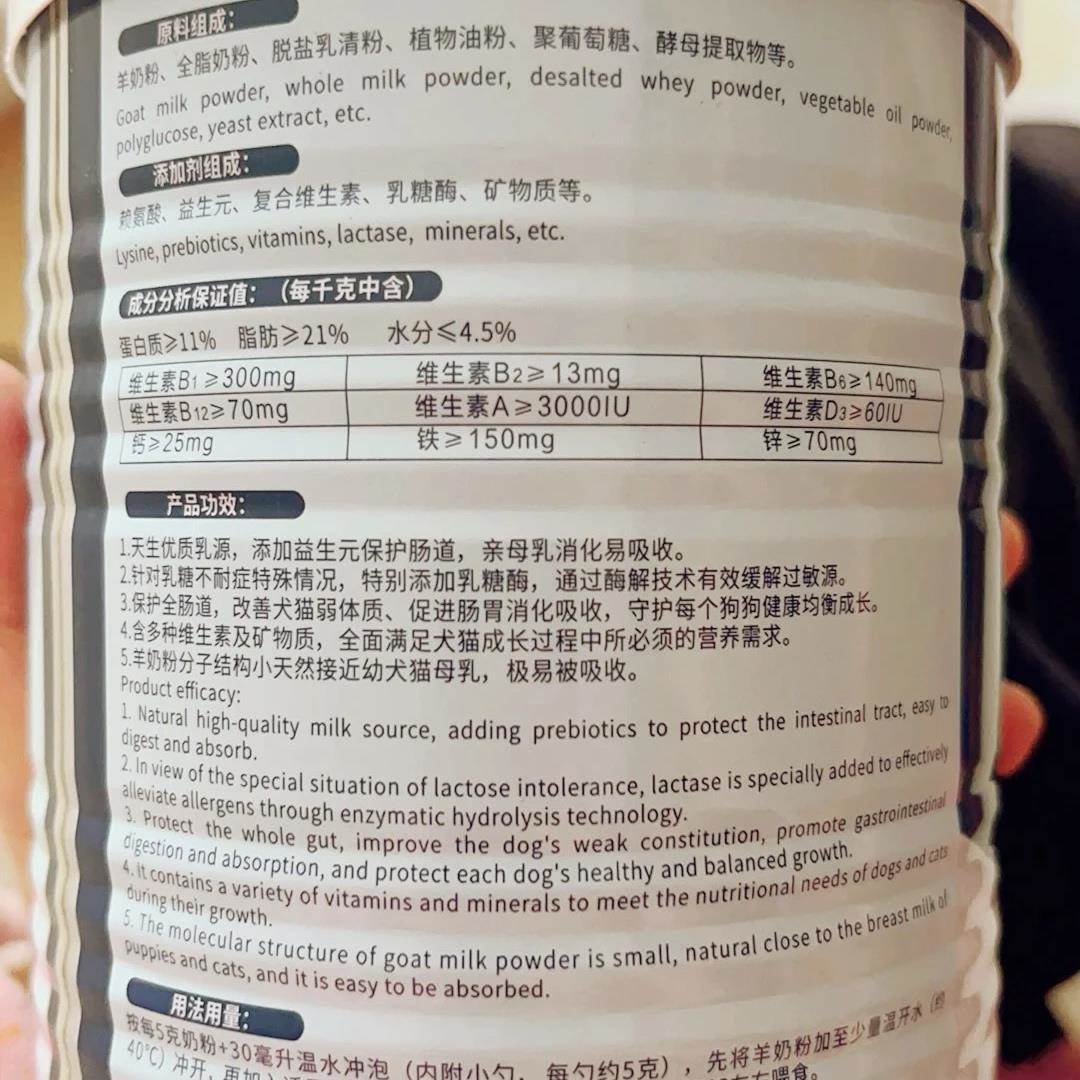 原料组成：
羊奶粉、全脂奶粉、脱盐乳清粉、植物油粉、聚葡萄糖、酵母提取物等。
Goat milk powder, whole milk powder, desalted whey powder, vegetable oil powder,
polyglucose, yeast extract, etc.
添加剂组成：
赖氨酸、益生元、复合维生素、乳糖酶、矿物质等。
Lysine, prebiotics, vitamins, lactase, minerals, etc.
成分分析保证值：（每千克中含）
蛋白质≥11% 脂肪≥21% 水分≤4.5%
维生素B1≥300mg 维生素B2≥13mg 维生素B6≥140mg
维生素B12≥70mg 维生素A≥3000IU 维生素D3≥60IU
钙≥25mg 铁≥150mg 锌≥70mg
产品功效：
1.天生优质乳源，添加益生元保护肠道，亲母乳消化易吸收。
2.针对乳糖不耐症特殊情况，特别添加乳糖酶，通过酶解技术有效缓解过敏源。
3.保护全肠道，改善犬猫弱体质、促进肠胃消化吸收，守护每个狗狗健康均衡成长。
4.含多种维生素及矿物质，全面满足犬猫成长过程中所必须的营养需求。
5.羊奶粉分子结构小天然接近幼犬猫母乳，极易被吸收。
Product efficacy:
1. Natural high-quality milk source, adding prebiotics to protect the intestinal tract, easy to
digest and absorb.
2. In view of the special situation of lactose intolerance, lactase is specially added to effectively
alleviate allergens through enzymatic hydrolysis technology.
3. Protect the whole gut, improve the dog's weak constitution, promote gastrointestinal
digestion and absorption, and protect each dog's healthy and balanced growth.
4. It contains a variety of vitamins and minerals to meet the nutritional needs of dogs and cats
during their growth.
5. The molecular structure of goat milk powder is small, natural close to the breast milk of
puppies and cats, and it is easy to be absorbed.
用法用量：
按每5克奶粉+30毫升温水冲泡（内附小勺，每勺约5克），先将羊奶粉加至少量温开水（约
40℃）冲开，再加入